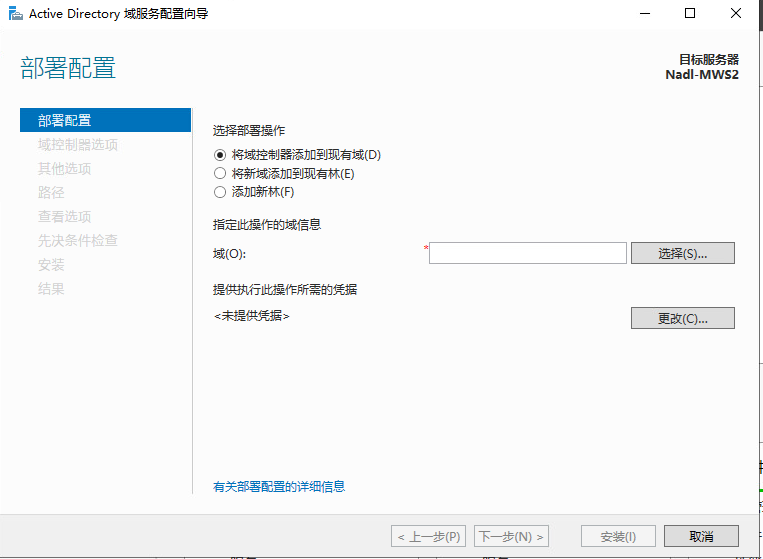 Active Directory 域服务配置向导
部署配置
目标服务器
Nadl-MWS2
部署配置
域控制器选项
其他选项
路径
查看选项
先决条件检查
安装
结果
选择部署操作
将域控制器添加到现有域(D)
将新域添加到现有林(E)
添加新林(F)
指定此操作的域信息
域(O):
*
选择(S)...
提供执行此操作所需的凭据
<未提供凭据>
更改(C)...
有关部署配置的详细信息
< 上一步(P)
下一步(N) >
安装(I)
取消